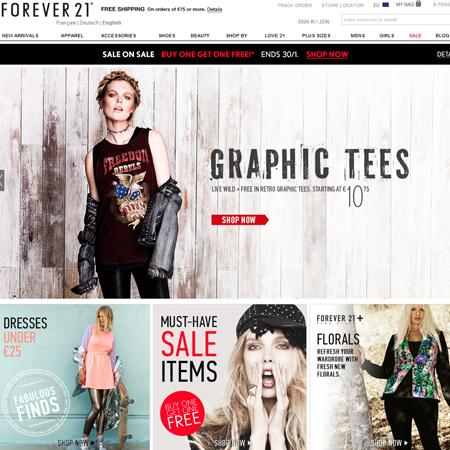 FOREVER 21
FREE SHIPPING On orders of €75 or more. Details
TRACK ORDER STORE LOCATOR EU MY BAG
Français | Deutsch | English
SIGN IN / JOIN
enter keyword or item
NEW ARRIVALS APPAREL ACCESSORIES SHOES BEAUTY SHOP BY LOVE 21 PLUS SIZES MEN GIRLS SALE BLOG
SALE ON SALE BUY ONE GET ONE FREE!* ENDS 30/1. SHOP NOW
DETA
FREEDOM
REBELS
GRAPHIC TEES
LIVE WILD + FREE IN RETRO GRAPHIC TEES. STARTING AT €10.75
SHOP NOW
DRESSES
UNDER
€25
FABULOUS
FINDS
SHOP NOW
MUST-HAVE
SALE
ITEMS
BUY ONE
GET ONE
FREE
SHOP NOW
FOREVER 21+
FLORALS
REFRESH YOUR
WARDROBE WITH
FRESH NEW
FLORALS.
SHOP NOW